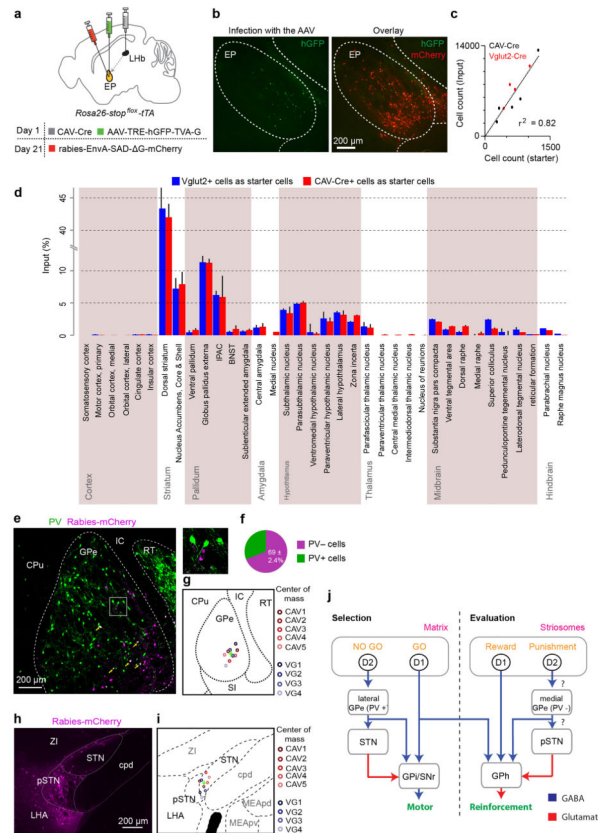 a
LHb
EP
Rosa26-stop flox-tTA
Day 1 CAV-Cre AAV-TRE-hGFP-TVA-G
Day 21 rabies-EnvA-SAD-ΔG-mCherry
b
Infection with the AAV Overlay
hGFP
EP
hGFP
mCherry
EP
200 µm
c
CAV-Cre
Vglut2-Cre
14000
Cell count (Input)
0
r² = 0.82
0 1500
Cell count (starter)
d
Vglut2+ cells as starter cells CAV-Cre+ cells as starter cells
Input (%)
45
40
10
5
0
Somatosensory cortex
Motor cortex, primary
Orbital cortex, medial
Orbital cortex, lateral
Cingulate cortex
Insular cortex
Dorsal striatum
Nucleus Accumbens, Core & Shell
Ventral pallidum
Globus pallidus externa
IPAC
BNST
Sublenticular extended amygdala
Central amygdala
Medial nucleus
Subthalamic nucleus
Parasubthalamic nucleus
Ventromedial hypothalamic nucleus
Paraventricular hypothalamic nucleus
Lateral hypothalamus
Zona incerta
Parafascicular thalamic nucleus
Paraventricular thalamic nucleus
Central medial thalamic nucleus
Intermediodorsal thalamic nucleus
Nucleus of reunions
Substantia nigra pars compacta
Ventral tegmental area
Dorsal raphe
Medial raphe
Superior colliculus
Pedunculopontine tegemental nucleus
Laterodorsal tegmental nucleus
reticular formation
Parabrachial nucleus
Raphe magnus nucleus
Cortex
Striatum
Pallidum
Amygdala
Hypothlamus
Thalamus
Midbrain
Hindbrain
e
PV Rabies-mCherry
IC
GPe
RT
CPu
200 µm
f
69 ±
2.4%
PV− cells
PV+ cells
g
CPu
IC
GPe
RT
SI
Center of
mass
CAV1
CAV2
CAV3
CAV4
CAV5
VG1
VG2
VG3
VG4
h
Rabies-mCherry
ZI
STN
cpd
pSTN
LHA
200 µm
i
ZI
STN
cpd
pSTN
MEApd
LHA
MEApv
Center of
mass
CAV1
CAV2
CAV3
CAV4
CAV5
VG1
VG2
VG3
VG4
j
Selection Evaluation
Matrix Striosomes
NO GO GO Reward Punishment
D2 D1 D1 D2
?
lateral
GPe (PV +)
medial
GPe (PV -)
?
STN pSTN
GPi/SNr GPh
Motor Reinforcement
GABA
Glutamat